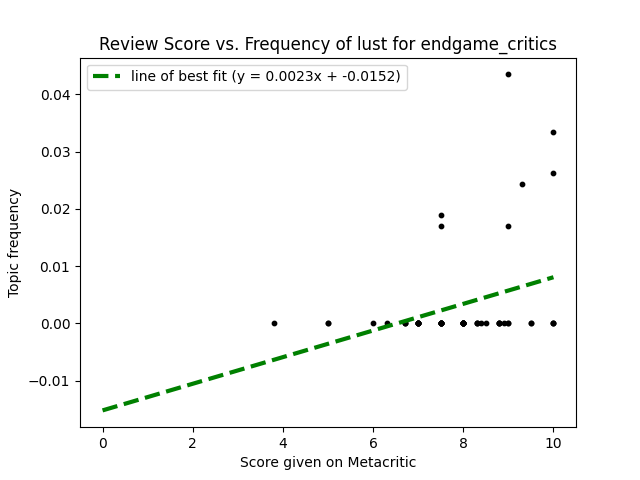 Review Score vs. Frequency of lust for endgame_critics
line of best fit (y = 0.0023x + -0.0152)
0.04
0.03
0.02
0.01
0.00
−0.01
Topic frequency
0 2 4 6 8 10
Score given on Metacritic